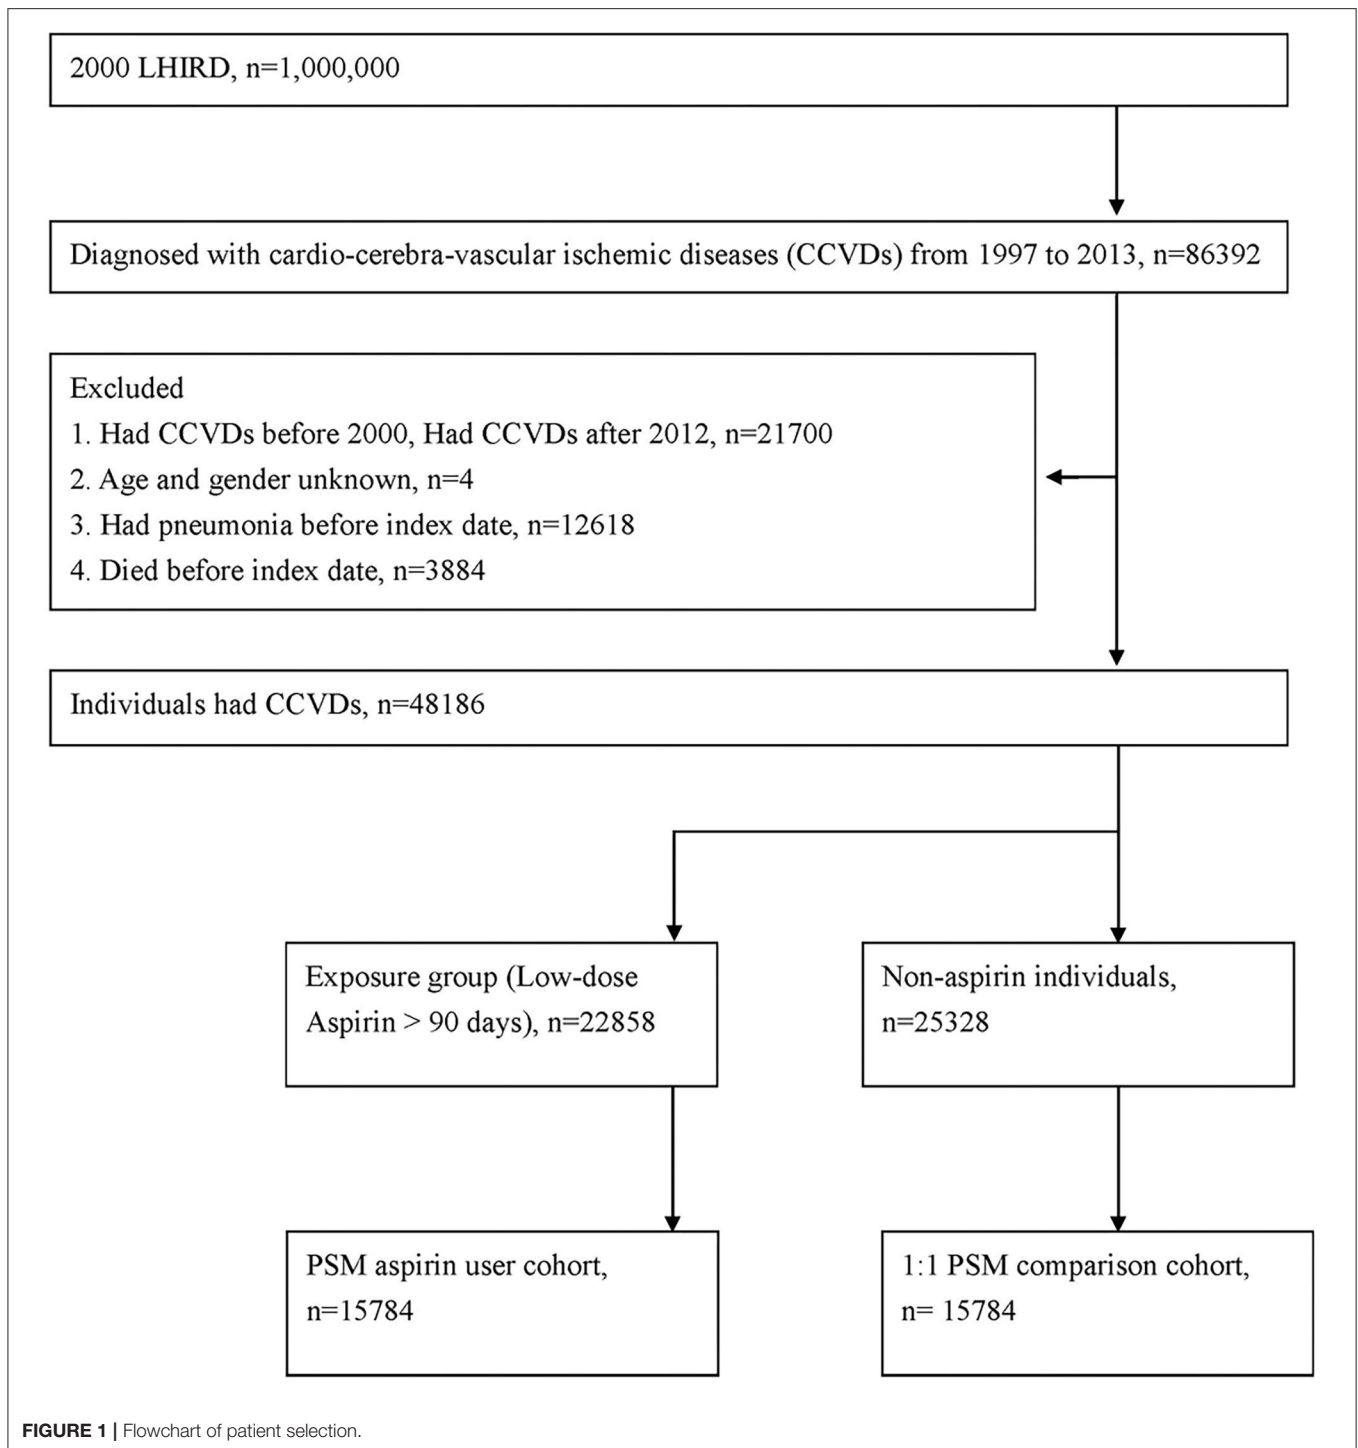 2000 LHIRD, n=1,000,000
Diagnosed with cardio-cerebra-vascular ischemic diseases (CCVDs) from 1997 to 2013, n=86392
Excluded
1. Had CCVDs before 2000, Had CCVDs after 2012, n=21700
2. Age and gender unknown, n=4
3. Had pneumonia before index date, n=12618
4. Died before index date, n=3884
Individuals had CCVDs, n=48186
Exposure group (Low-dose
Aspirin > 90 days), n=22858
Non-aspirin individuals,
n=25328
PSM aspirin user cohort,
n=15784
1:1 PSM comparison cohort,
n= 15784
FIGURE 1 | Flowchart of patient selection.